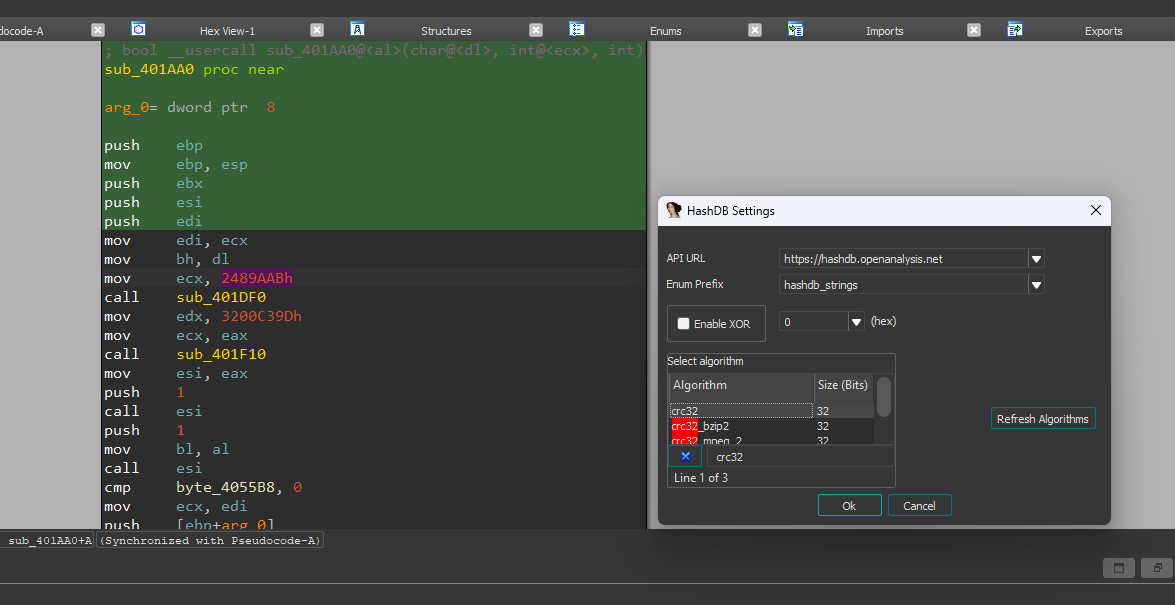 docode-A
Hex View-1
Structures
Enums
Imports
Exports
; bool __usercall sub_401AA0@<al>(char@<dl>, int@<ecx>, int)
sub_401AA0 proc near
arg_0= dword ptr  8
push    ebp
mov     ebp, esp
push    ebx
push    esi
push    edi
mov     edi, ecx
mov     bh, dl
mov     ecx, 2489AABh
call    sub_401DF0
mov     edx, 3200C39Dh
mov     ecx, eax
call    sub_401F10
mov     esi, eax
push    1
call    esi
push    1
mov     bl, al
call    esi
cmp     byte_4055B8, 0
mov     ecx, edi
push    [ebp+arg_0]
sub_401AA0+A (Synchronized with Pseudocode-A)
HashDB Settings
API URL
https://hashdb.openanalysis.net
Enum Prefix
hashdb_strings
Enable XOR
0
(hex)
Select algorithm
Algorithm
Size (Bits)
crc32
32
crc32_bzip2
32
crc32_mpeg_2
32
crc32
Line 1 of 3
Refresh Algorithms
Ok
Cancel